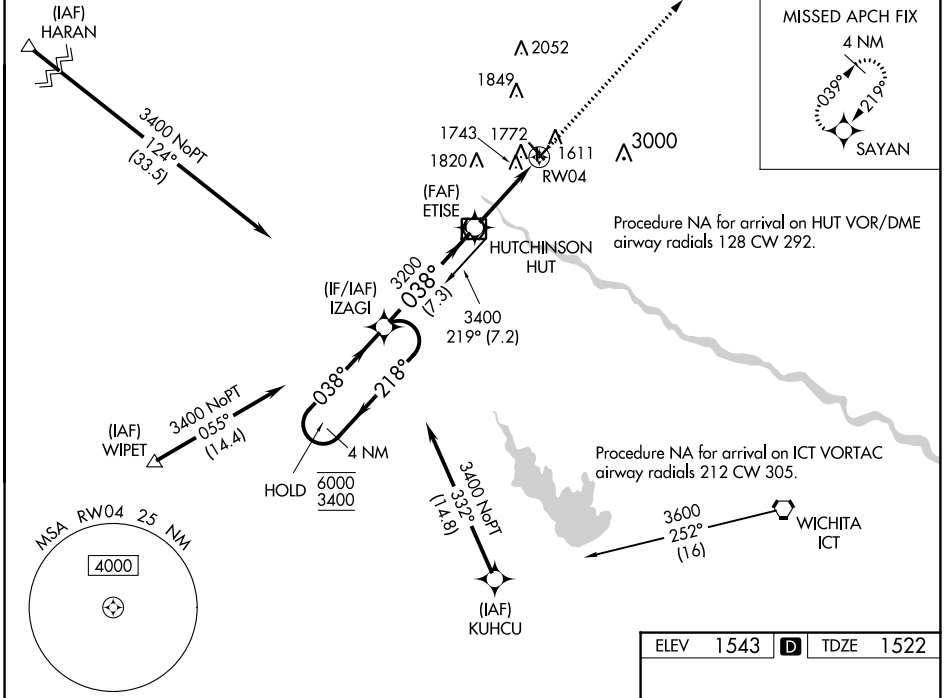 (IAF)
HARAN
3400 NoPT
124°
(33.5)
2052
1849
1743
1772
1820
1611
3000
RW04
MISSED APCH FIX
4 NM
039°
219°
SAYAN
(FAF)
ETISE
HUTCHINSON
HUT
Procedure NA for arrival on HUT VOR/DME
airway radials 128 CW 292.
3200
038°
(7.3)
(IF/IAF)
IZAGI
3400
219° (7.2)
038°
218°
4 NM
HOLD
6000
3400
(IAF)
WIPET
3400 NoPT
055°
(14.4)
3400 NoPT
332°
(14.8)
(IAF)
KUHCU
Procedure NA for arrival on ICT VORTAC
airway radials 212 CW 305.
3600
252°
(16)
WICHITA
ICT
MSA RW04 25 NM
4000
ELEV 1543 D TDZE 1522